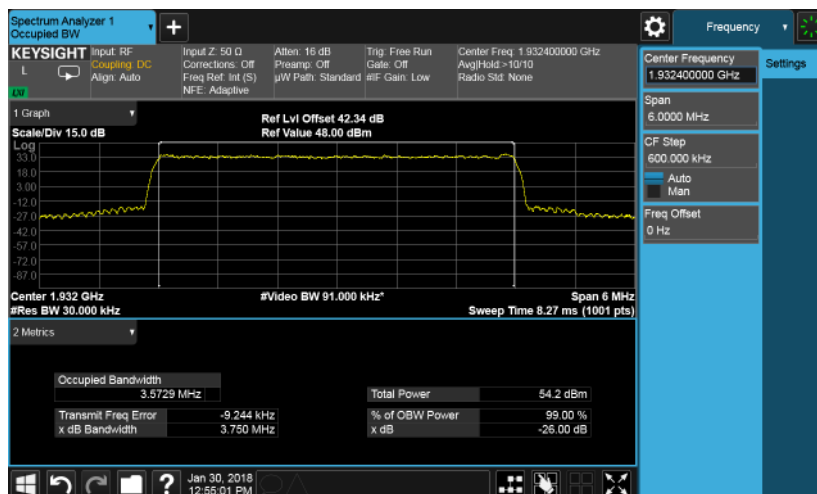 Spectrum Analyzer 1
Occupied BW
+
Frequency
KEYSIGHT
L
LXI
Input: RF
Coupling: DC
Align: Auto
Input Z: 50 Ω
Corrections: Off
Freq Ref: Int (S)
NFE: Adaptive
Atten: 16 dB
Preamp: Off
µW Path: Standard
Trig: Free Run
Gate: Off
#IF Gain: Low
Center Freq: 1.932400000 GHz
Avg|Hold:>10/10
Radio Std: None
1 Graph
Scale/Div 15.0 dB
Ref Lvl Offset 42.34 dB
Ref Value 48.00 dBm
Log
33.0
18.0
3.00
-12.0
-27.0
-42.0
-57.0
-72.0
-87.0
Center 1.932 GHz
#Res BW 30.000 kHz
#Video BW 91.000 kHz*
Span 6 MHz
Sweep Time 8.27 ms (1001 pts)
2 Metrics
Occupied Bandwidth
3.5729 MHz
Transmit Freq Error -9.244 kHz
x dB Bandwidth 3.750 MHz
Total Power 54.2 dBm
% of OBW Power 99.00 %
x dB -26.00 dB
Center Frequency
1.932400000 GHz
Settings
Span
6.0000 MHz
CF Step
600.000 kHz
Auto
Man
Freq Offset
0 Hz
?
Jan 30, 2018
12:55:01 PM